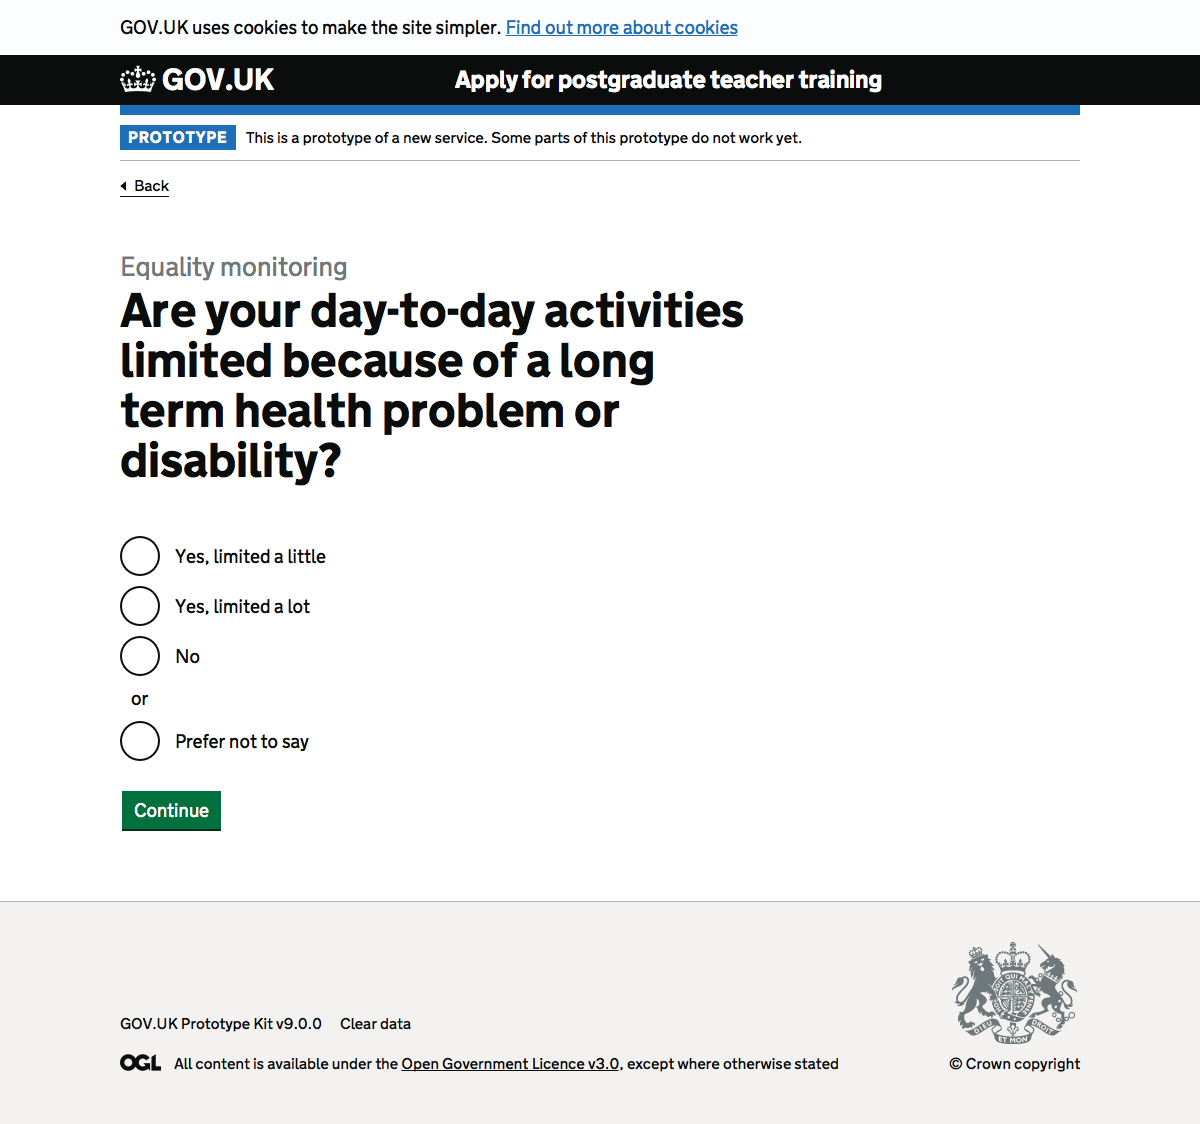 GOV.UK uses cookies to make the site simpler. Find out more about cookies
GOV.UK Apply for postgraduate teacher training
PROTOTYPE This is a prototype of a new service. Some parts of this prototype do not work yet.
Back
Equality monitoring
Are your day-to-day activities
limited because of a long
term health problem or
disability?
Yes, limited a little
Yes, limited a lot
No
or
Prefer not to say
Continue
GOV.UK Prototype Kit v9.0.0 Clear data
DIEU ET MON DROIT
OGL All content is available under the Open Government Licence v3.0, except where otherwise stated
© Crown copyright